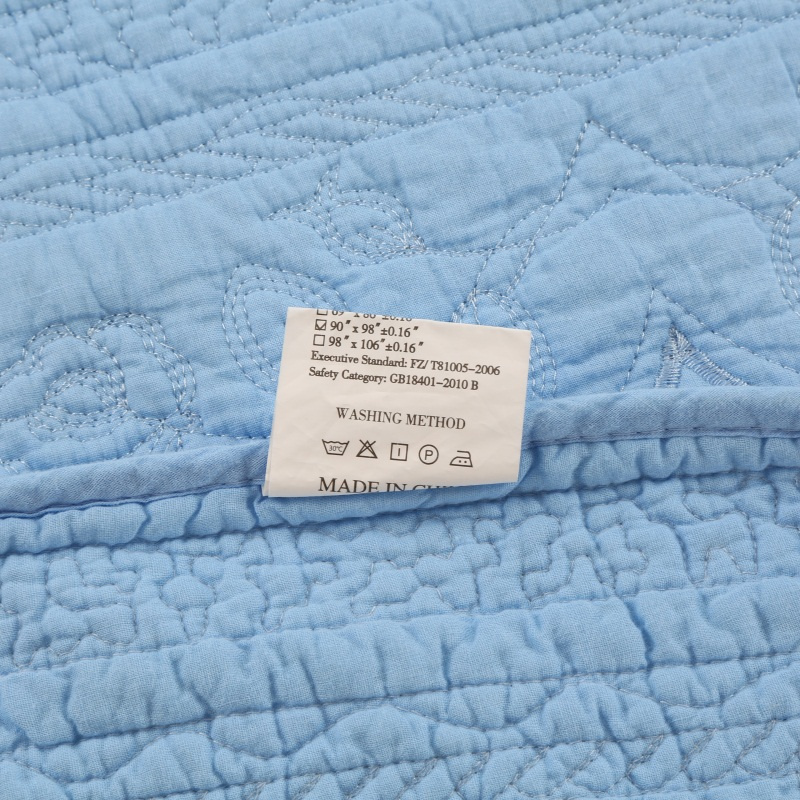 ☑ 90" x 98"±0.16"
☐ 98" x 106"±0.16"
Executive Standard: FZ/ T81005-2006
Safety Category: GB18401-2010 B
WASHING METHOD
30℃ P
MADE IN